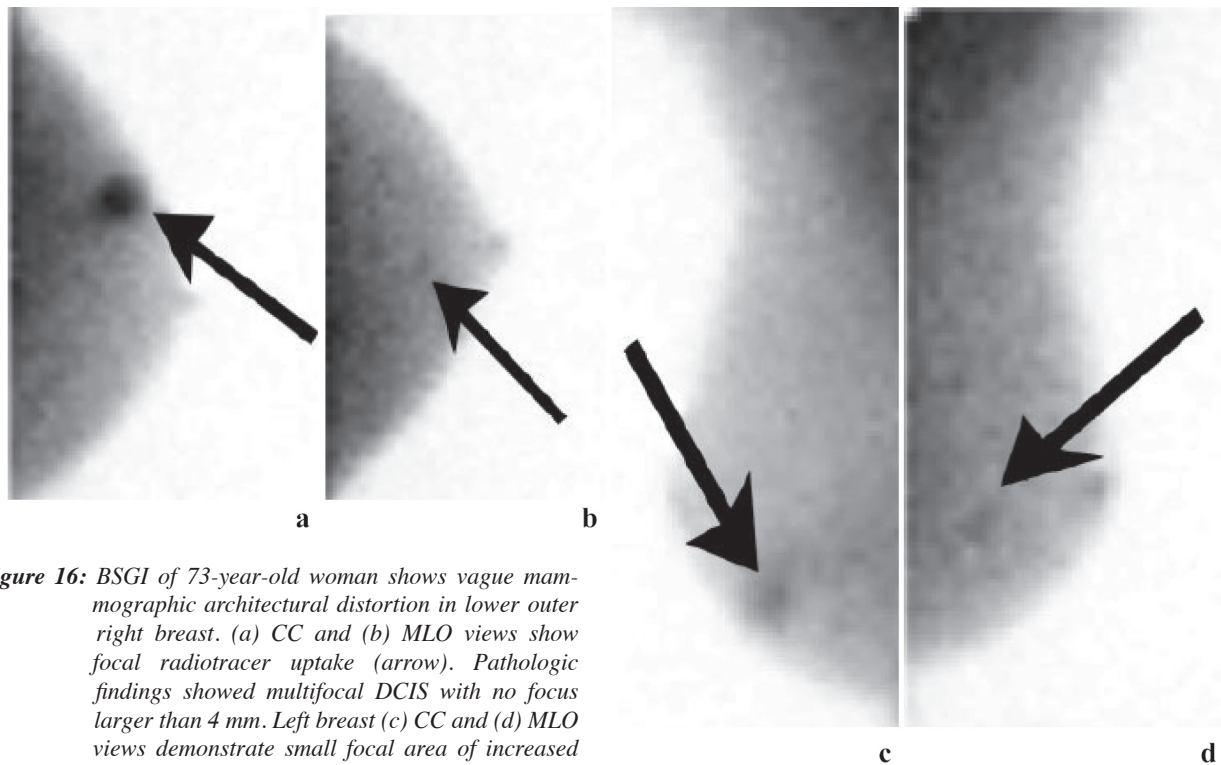 a
b
gure 16: BSGI of 73-year-old woman shows vague mam-
mographic architectural distortion in lower outer
right breast. (a) CC and (b) MLO views show
focal radiotracer uptake (arrow). Pathologic
findings showed multifocal DCIS with no focus
larger than 4 mm. Left breast (c) CC and (d) MLO
views demonstrate small focal area of increased
c
d